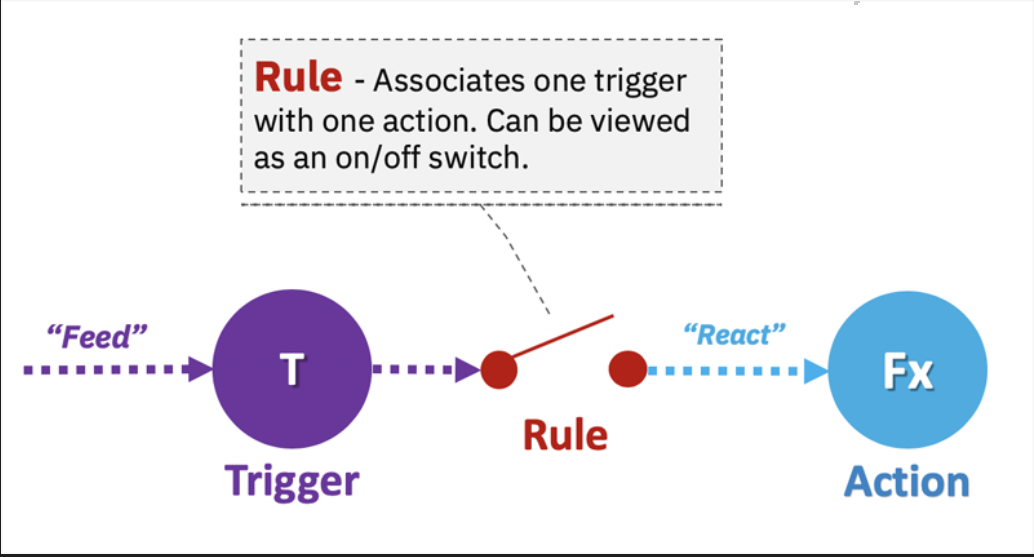 Rule - Associates one trigger
with one action. Can be viewed
as an on/off switch.
“Feed”
T
“React”
Fx
Rule
Trigger
Action